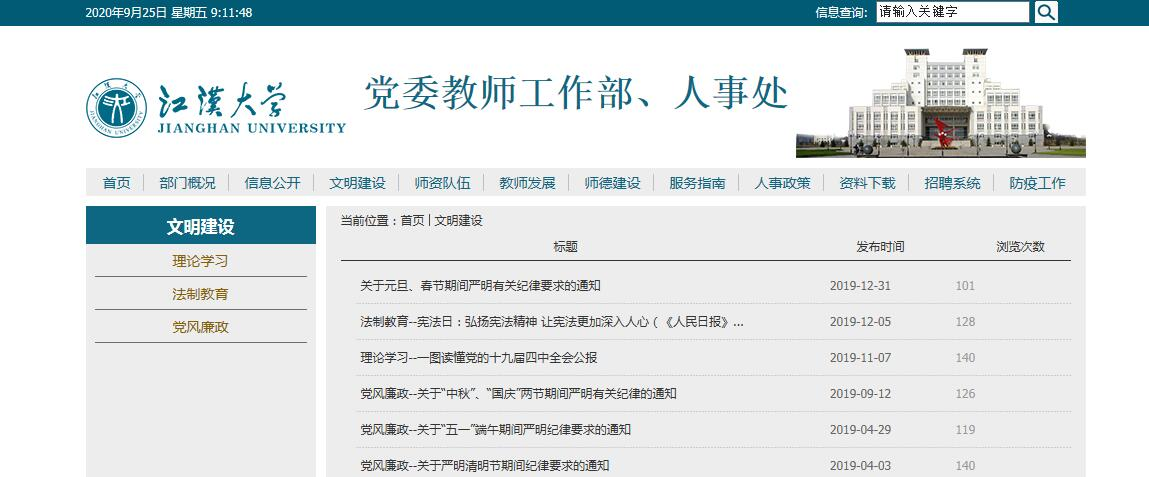 2020年9月25日 星期五 9:11:48
信息查询: 请输入关键字
江漢大学
JIANGHAN UNIVERSITY
党委教师工作部、人事处
首页 部门概况 信息公开 文明建设 师资队伍 教师发展 师德建设 服务指南 人事政策 资料下载 招聘系统 防疫工作
文明建设
理论学习
法制教育
党风廉政
当前位置：首页 | 文明建设
标题 发布时间 浏览次数
关于元旦、春节期间严明有关纪律要求的通知 2019-12-31 101
法制教育--宪法日：弘扬宪法精神 让宪法更加深入人心（《人民日报》... 2019-12-05 128
理论学习--一图读懂党的十九届四中全会公报 2019-11-07 140
党风廉政--关于“中秋”、“国庆”两节期间严明有关纪律的通知 2019-09-12 126
党风廉政--关于“五一”端午期间严明纪律要求的通知 2019-04-29 119
党风廉政--关于严明清明节期间纪律要求的通知 2019-04-03 140